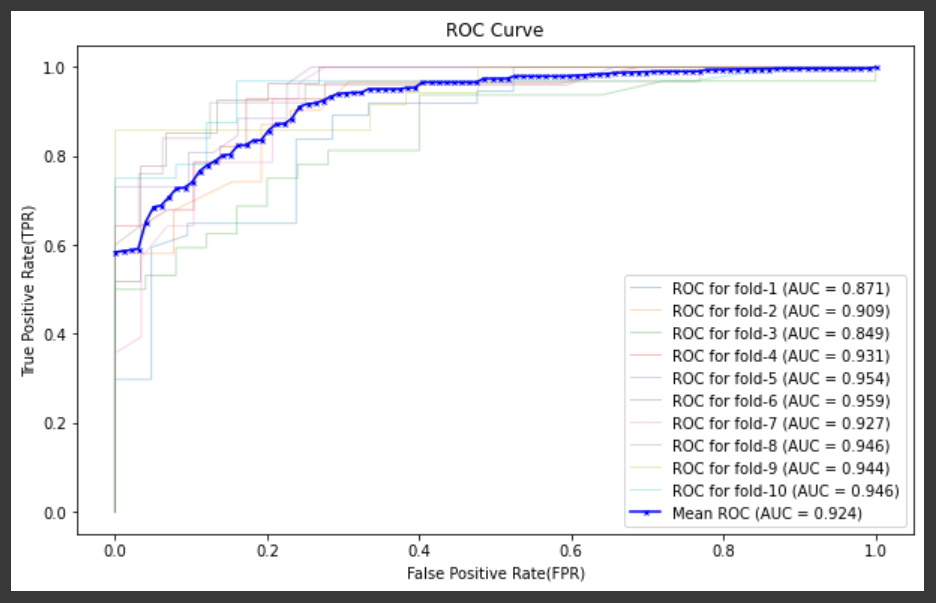 ROC Curve
True Positive Rate(TPR)
1.0
0.8
0.6
0.4
0.2
0.0
ROC for fold-1 (AUC = 0.871)
ROC for fold-2 (AUC = 0.909)
ROC for fold-3 (AUC = 0.849)
ROC for fold-4 (AUC = 0.931)
ROC for fold-5 (AUC = 0.954)
ROC for fold-6 (AUC = 0.959)
ROC for fold-7 (AUC = 0.927)
ROC for fold-8 (AUC = 0.946)
ROC for fold-9 (AUC = 0.944)
ROC for fold-10 (AUC = 0.946)
Mean ROC (AUC = 0.924)
0.0 0.2 0.4 0.6 0.8 1.0
False Positive Rate(FPR)